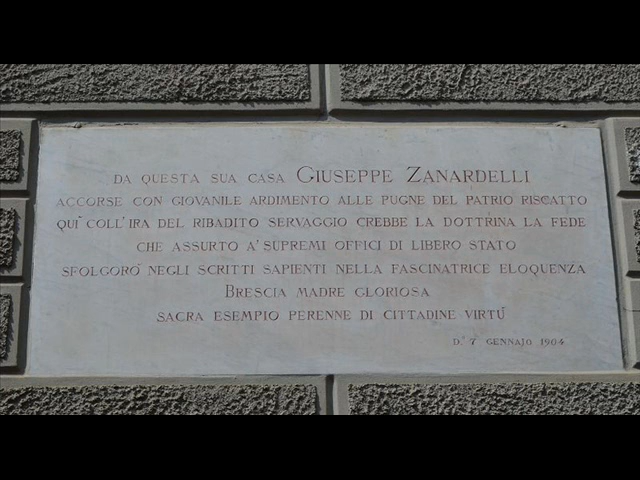 DA QUESTA SUA CASA GIUSEPPE ZANARDELLI
ACCORSE CON GIOVANILE ARDIMENTO ALLE PUGNE DEL PATRIO RISCATTO
QUI COLL'IRA DEL RIBADITO SERVAGGIO CREBBE LA DOTTRINA LA FEDE
CHE ASSURTO A' SUPREMI OFFICI DI LIBERO STATO
SFOLGORÒ NEGLI SCRITTI SAPIENTI NELLA FASCINATRICE ELOQUENZA
BRESCIA MADRE GLORIOSA
SACRA ESEMPIO PERENNE DI CITTADINE VIRTÙ
D. 7 GENNAIO 1904